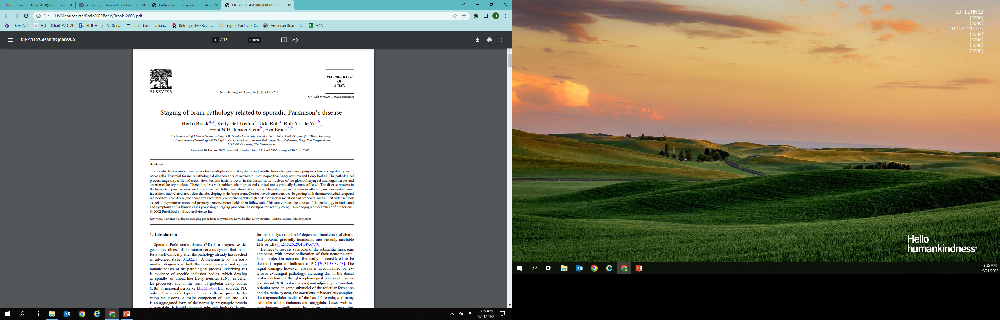 Inbox (2) - holly.shill@commons
Alpha-synuclein in Lewy bodies -
Palfreman-alphasynuclein history
PII: S0197-4580(02)00065-9
File
H:/Manuscripts/Brain%20Bank/Braak_2003.pdf
H
athenaNet
HybridChart EVOLVE
Shill, Holly - All Doc...
Team-based Palliati...
Retrospective Revie...
Login | Blackfynn C...
American Board of...
AAN
PII: S0197-4580(02)00065-9
1 / 15
100%
ELSEVIER
NEUROBIOLOGY
OF
AGING
Neurobiology of Aging 24 (2003) 197–211
www.elsevier.com/locate/neuaging
Staging of brain pathology related to sporadic Parkinson's disease
Heiko Braak a,*, Kelly Del Tredici a, Udo Rüb a, Rob A.I. de Vos b,
Ernst N.H. Jansen Steur b, Eva Braak a,†
a Department of Clinical Neuroanatomy, J.W. Goethe University, Theodor Stern Kai 7, D-60590 Frankfurt/Main, Germany
b Department of Neurology MST Hospital Group and Laboratorium Pathologie Oost Nederland, Burg. Edo Bergsmalaan,
7512 AD Enschede, The Netherlands
Received 30 January 2002; received in revised form 23 April 2002; accepted 30 April 2002
Abstract
Sporadic Parkinson's disease involves multiple neuronal systems and results from changes developing in a few susceptible types of
nerve cells. Essential for neuropathological diagnosis are α-synuclein-immunopositive Lewy neurites and Lewy bodies. The pathological
process targets specific induction sites: lesions initially occur in the dorsal motor nucleus of the glossopharyngeal and vagal nerves and
anterior olfactory nucleus. Thereafter, less vulnerable nuclear grays and cortical areas gradually become affected. The disease process in
the brain stem pursues an ascending course with little interindividual variation. The pathology in the anterior olfactory nucleus makes fewer
incursions into related areas than that developing in the brain stem. Cortical involvement ensues, beginning with the anteromedial temporal
mesocortex. From there, the neocortex succumbs, commencing with high order sensory association and prefrontal areas. First order sensory
association/premotor areas and primary sensory/motor fields then follow suit. This study traces the course of the pathology in incidental
and symptomatic Parkinson cases proposing a staging procedure based upon the readily recognizable topographical extent of the lesions.
© 2002 Published by Elsevier Science Inc.
Keywords: Parkinson's disease; Staging procedure; α-synuclein; Lewy bodies; Lewy neurites; Limbic system; Motor system
1. Introduction
Sporadic Parkinson's disease (PD) is a progressive de-
generative illness of the human nervous system that mani-
fests itself clinically after the pathology already has reached
an advanced stage [31,32,51]. A prerequisite for the post-
mortem diagnosis of both the presymptomatic and symp-
tomatic phases of the pathological process underlying PD
is evidence of specific inclusion bodies, which develop
as spindle- or thread-like Lewy neurites (LNs) in cellu-
lar processes, and in the form of globular Lewy bodies
(LBs) in neuronal perikarya [33,53,54,60]. In sporadic PD,
only a few specific types of nerve cells are prone to de-
velop the lesions. A major component of LNs and LBs
is an aggregated form of the normally presynaptic protein
for the non-lysosomal ATP-dependent breakdown of abnor-
mal proteins, gradually transforms into virtually insoluble
LNs or LBs [1,2,15,25,29,41,49,67,70].
Damage to specific subnuclei of the substantia nigra, pars
compacta, with severe obliteration of their neuromelanin-
laden projection neurons, frequently is considered to be
the most important hallmark of PD [20,31,38,39,43]. The
nigral damage, however, always is accompanied by ex-
tensive extranigral pathology, including that in the dorsal
motor nucleus of the glossopharyngeal and vagal nerves
(i.e. dorsal IX/X motor nucleus) and adjoining intermediate
reticular zone, in some subnuclei of the reticular formation
and the raphe system, the coeruleus–subcoeruleus complex,
the magnocellular nuclei of the basal forebrain, and many
subnuclei of the thalamus and amygdala. Cases with se-
9:35 AM
9/21/2022
SJHLBNI532
(none)
(none)
10.152.120.166
(none)
(none)
(none)
(none)
Hello
humankindness®
9:35 AM
9/21/2022